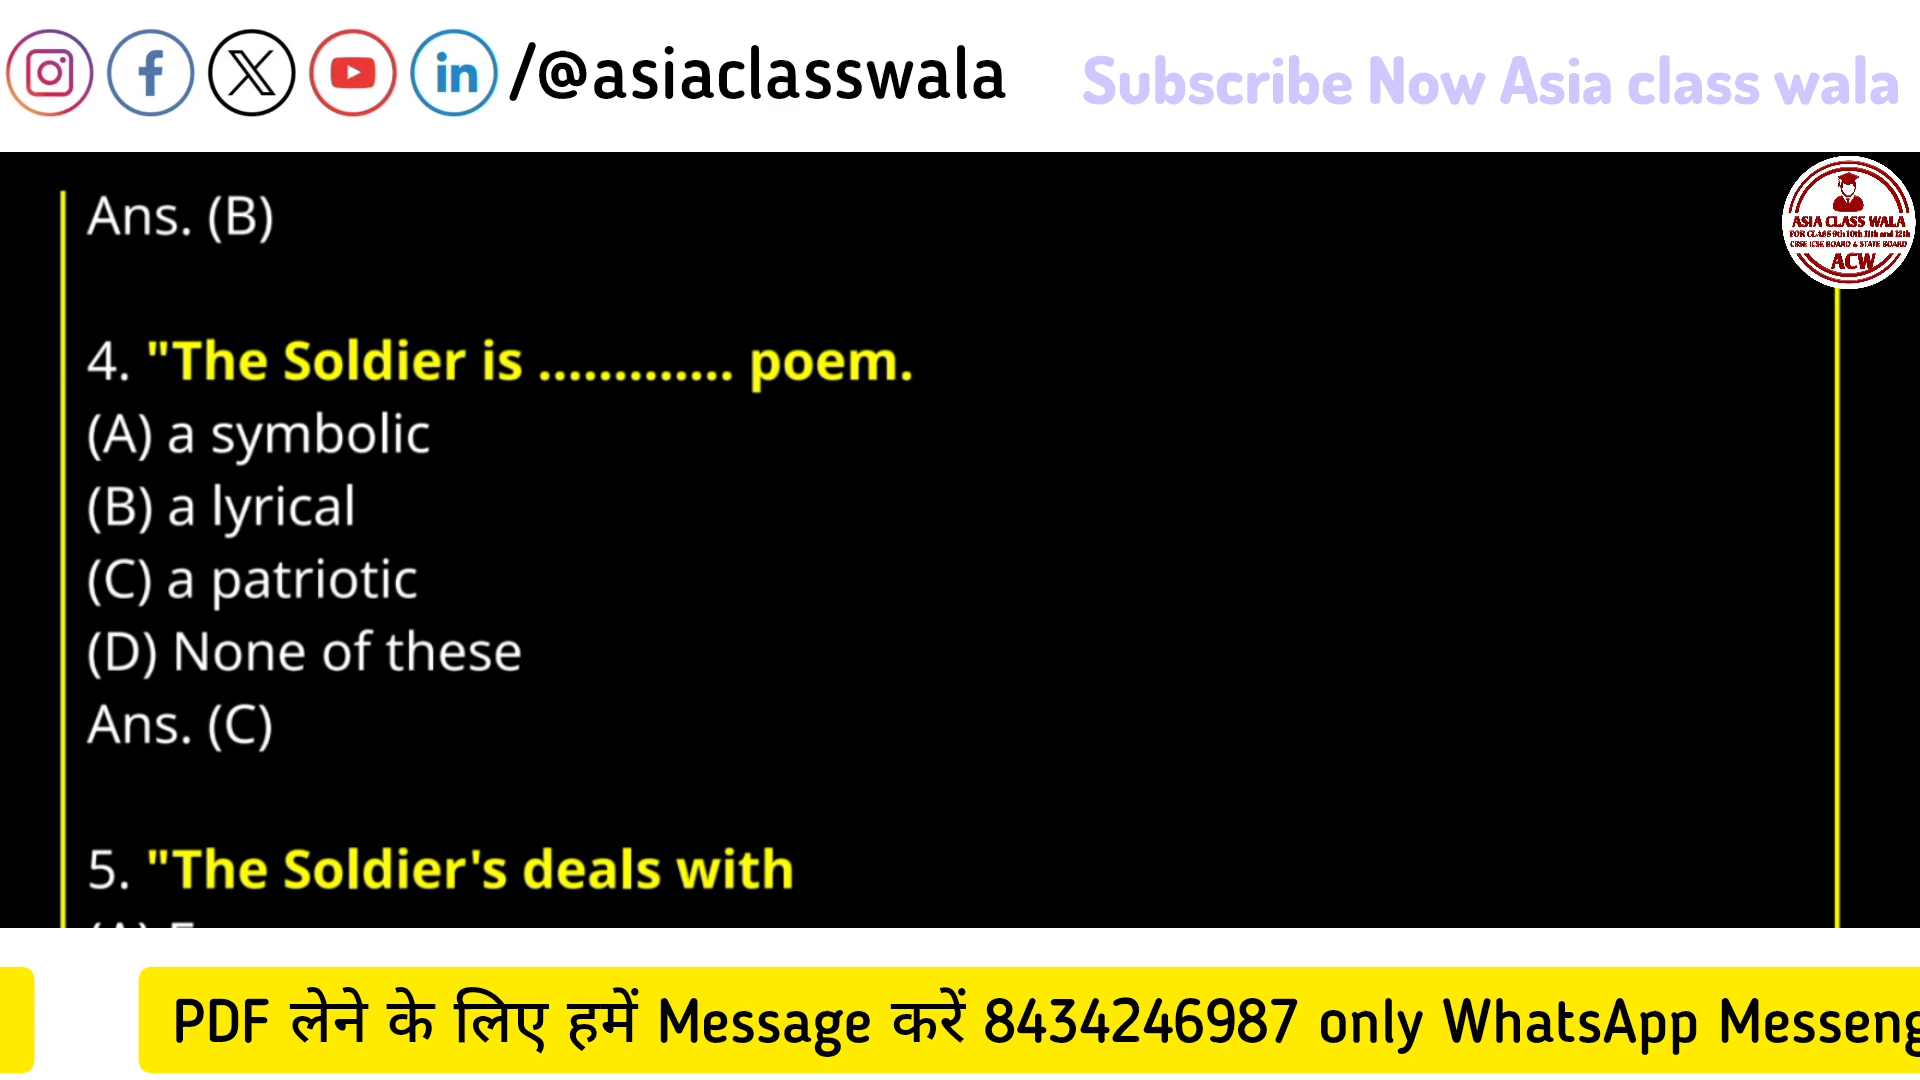 /@asiaclasswala
Subscribe Now Asia class wala
ASIA CLASS WALA
FOR CLASS 9th 10th 11th and 12th
CBSE ICSE BOARD & STATE BOARD
ACW
Ans. (B)
4. "The Soldier is ............. poem.
(A) a symbolic
(B) a lyrical
(C) a patriotic
(D) None of these
Ans. (C)
5. "The Soldier's deals with
PDF लेने के लिए हमें Message करें 8434246987 only WhatsApp Messeng